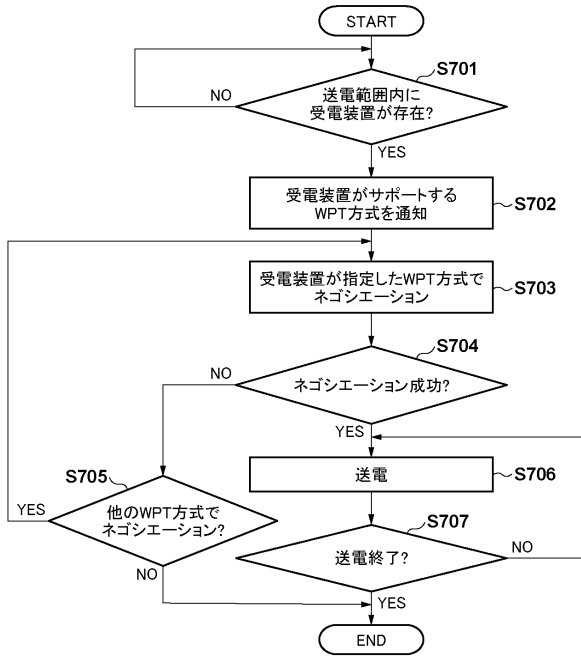 START
S701
送電範囲内に
受電装置が存在?
NO
YES
受電装置がサポートする
WPT方式を通知
S702
受電装置が指定したWPT方式で
ネゴシエーション
S703
S704
ネゴシエーション成功?
NO
YES
S705
他のWPT方式で
ネゴシエーション?
YES
NO
送電
S706
S707
送電終了?
NO
YES
END